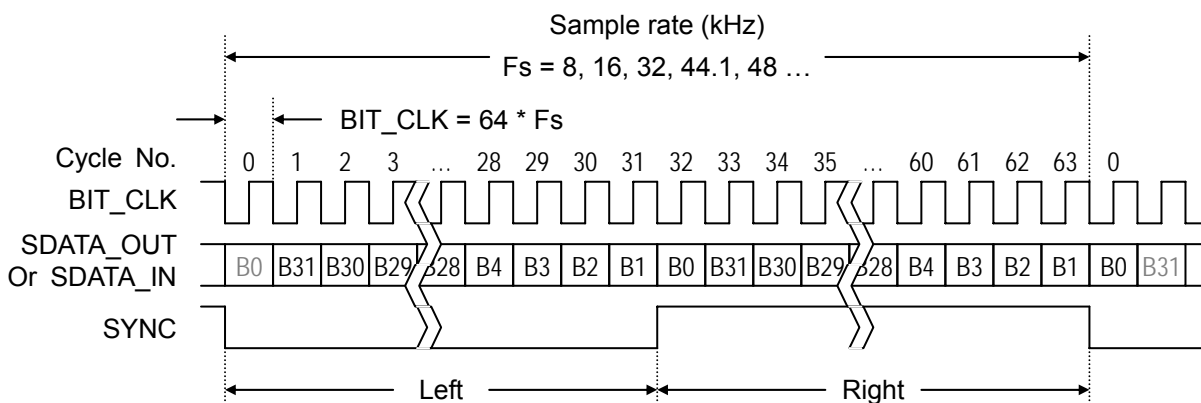 Sample rate (kHz)
Fs = 8, 16, 32, 44.1, 48 ...
BIT_CLK = 64 * Fs
Cycle No. 0 1 2 3 ... 28 29 30 31 32 33 34 35 ... 60 61 62 63 0
BIT_CLK
SDATA_OUT
Or SDATA_IN
B0 B31 B30 B29 B28 B4 B3 B2 B1 B0 B31 B30 B29 B28 B4 B3 B2 B1 B0 B31
SYNC
Left Right